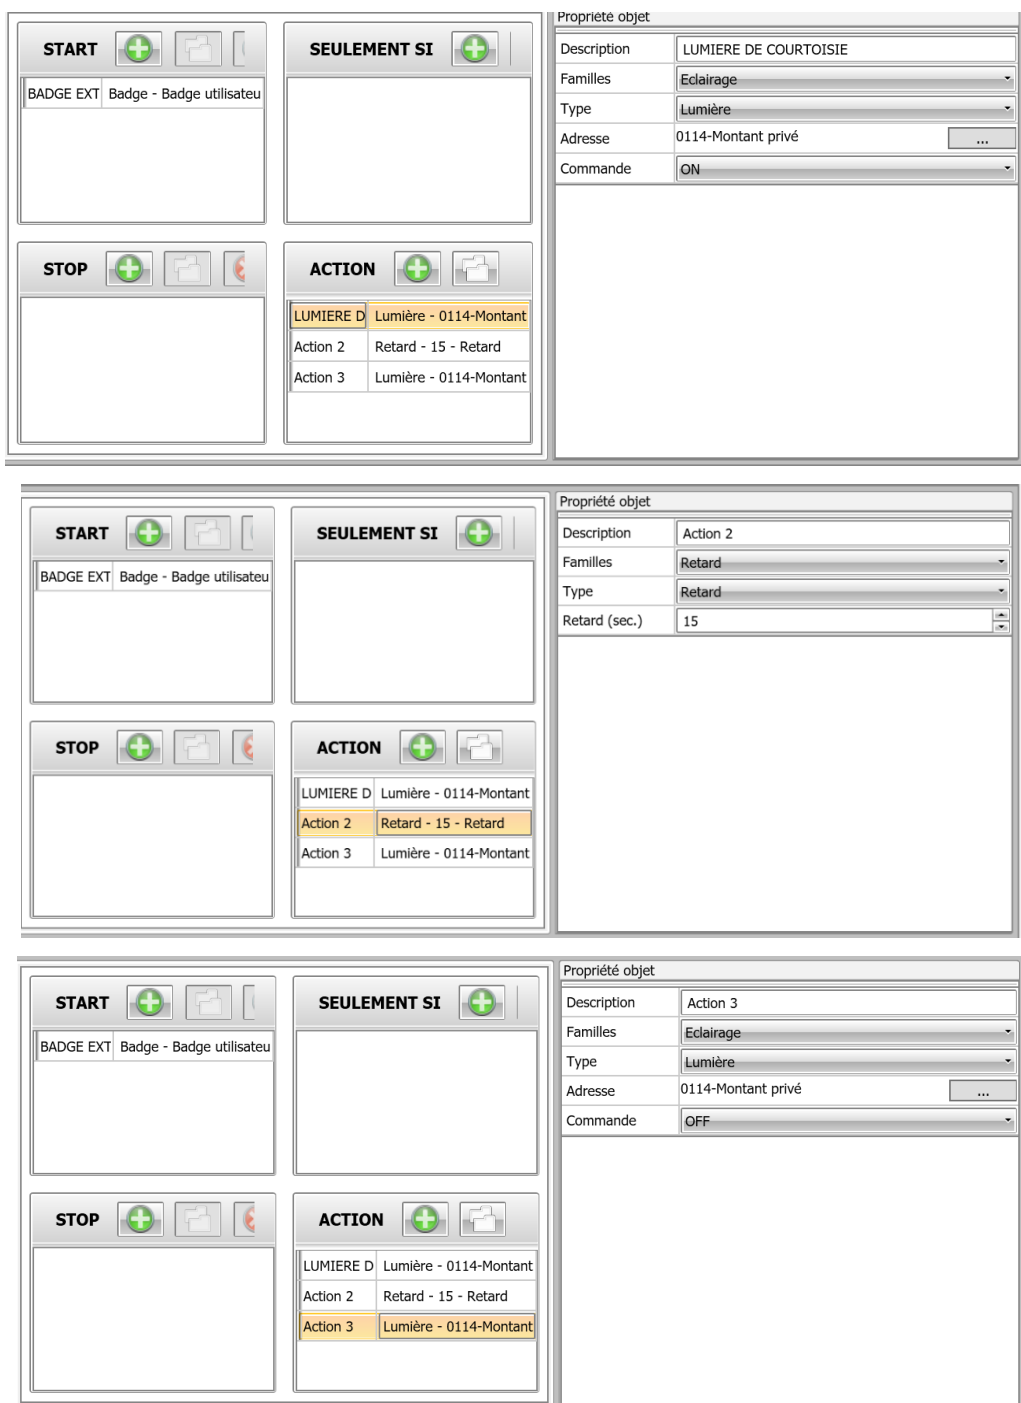 Propriété objet
START
SEULEMENT SI
Description LUMIERE DE COURTOISIE
Familles Eclairage
BADGE EXT Badge - Badge utilisateu
Type Lumière
Adresse 0114-Montant privé ...
Commande ON
STOP
ACTION
LUMIERE D Lumière - 0114-Montant
Action 2 Retard - 15 - Retard
Action 3 Lumière - 0114-Montant
Propriété objet
START
SEULEMENT SI
Description Action 2
Familles Retard
BADGE EXT Badge - Badge utilisateu
Type Retard
Retard (sec.) 15
STOP
ACTION
LUMIERE D Lumière - 0114-Montant
Action 2 Retard - 15 - Retard
Action 3 Lumière - 0114-Montant
Propriété objet
START
SEULEMENT SI
Description Action 3
Familles Eclairage
BADGE EXT Badge - Badge utilisateu
Type Lumière
Adresse 0114-Montant privé ...
Commande OFF
STOP
ACTION
LUMIERE D Lumière - 0114-Montant
Action 2 Retard - 15 - Retard
Action 3 Lumière - 0114-Montant